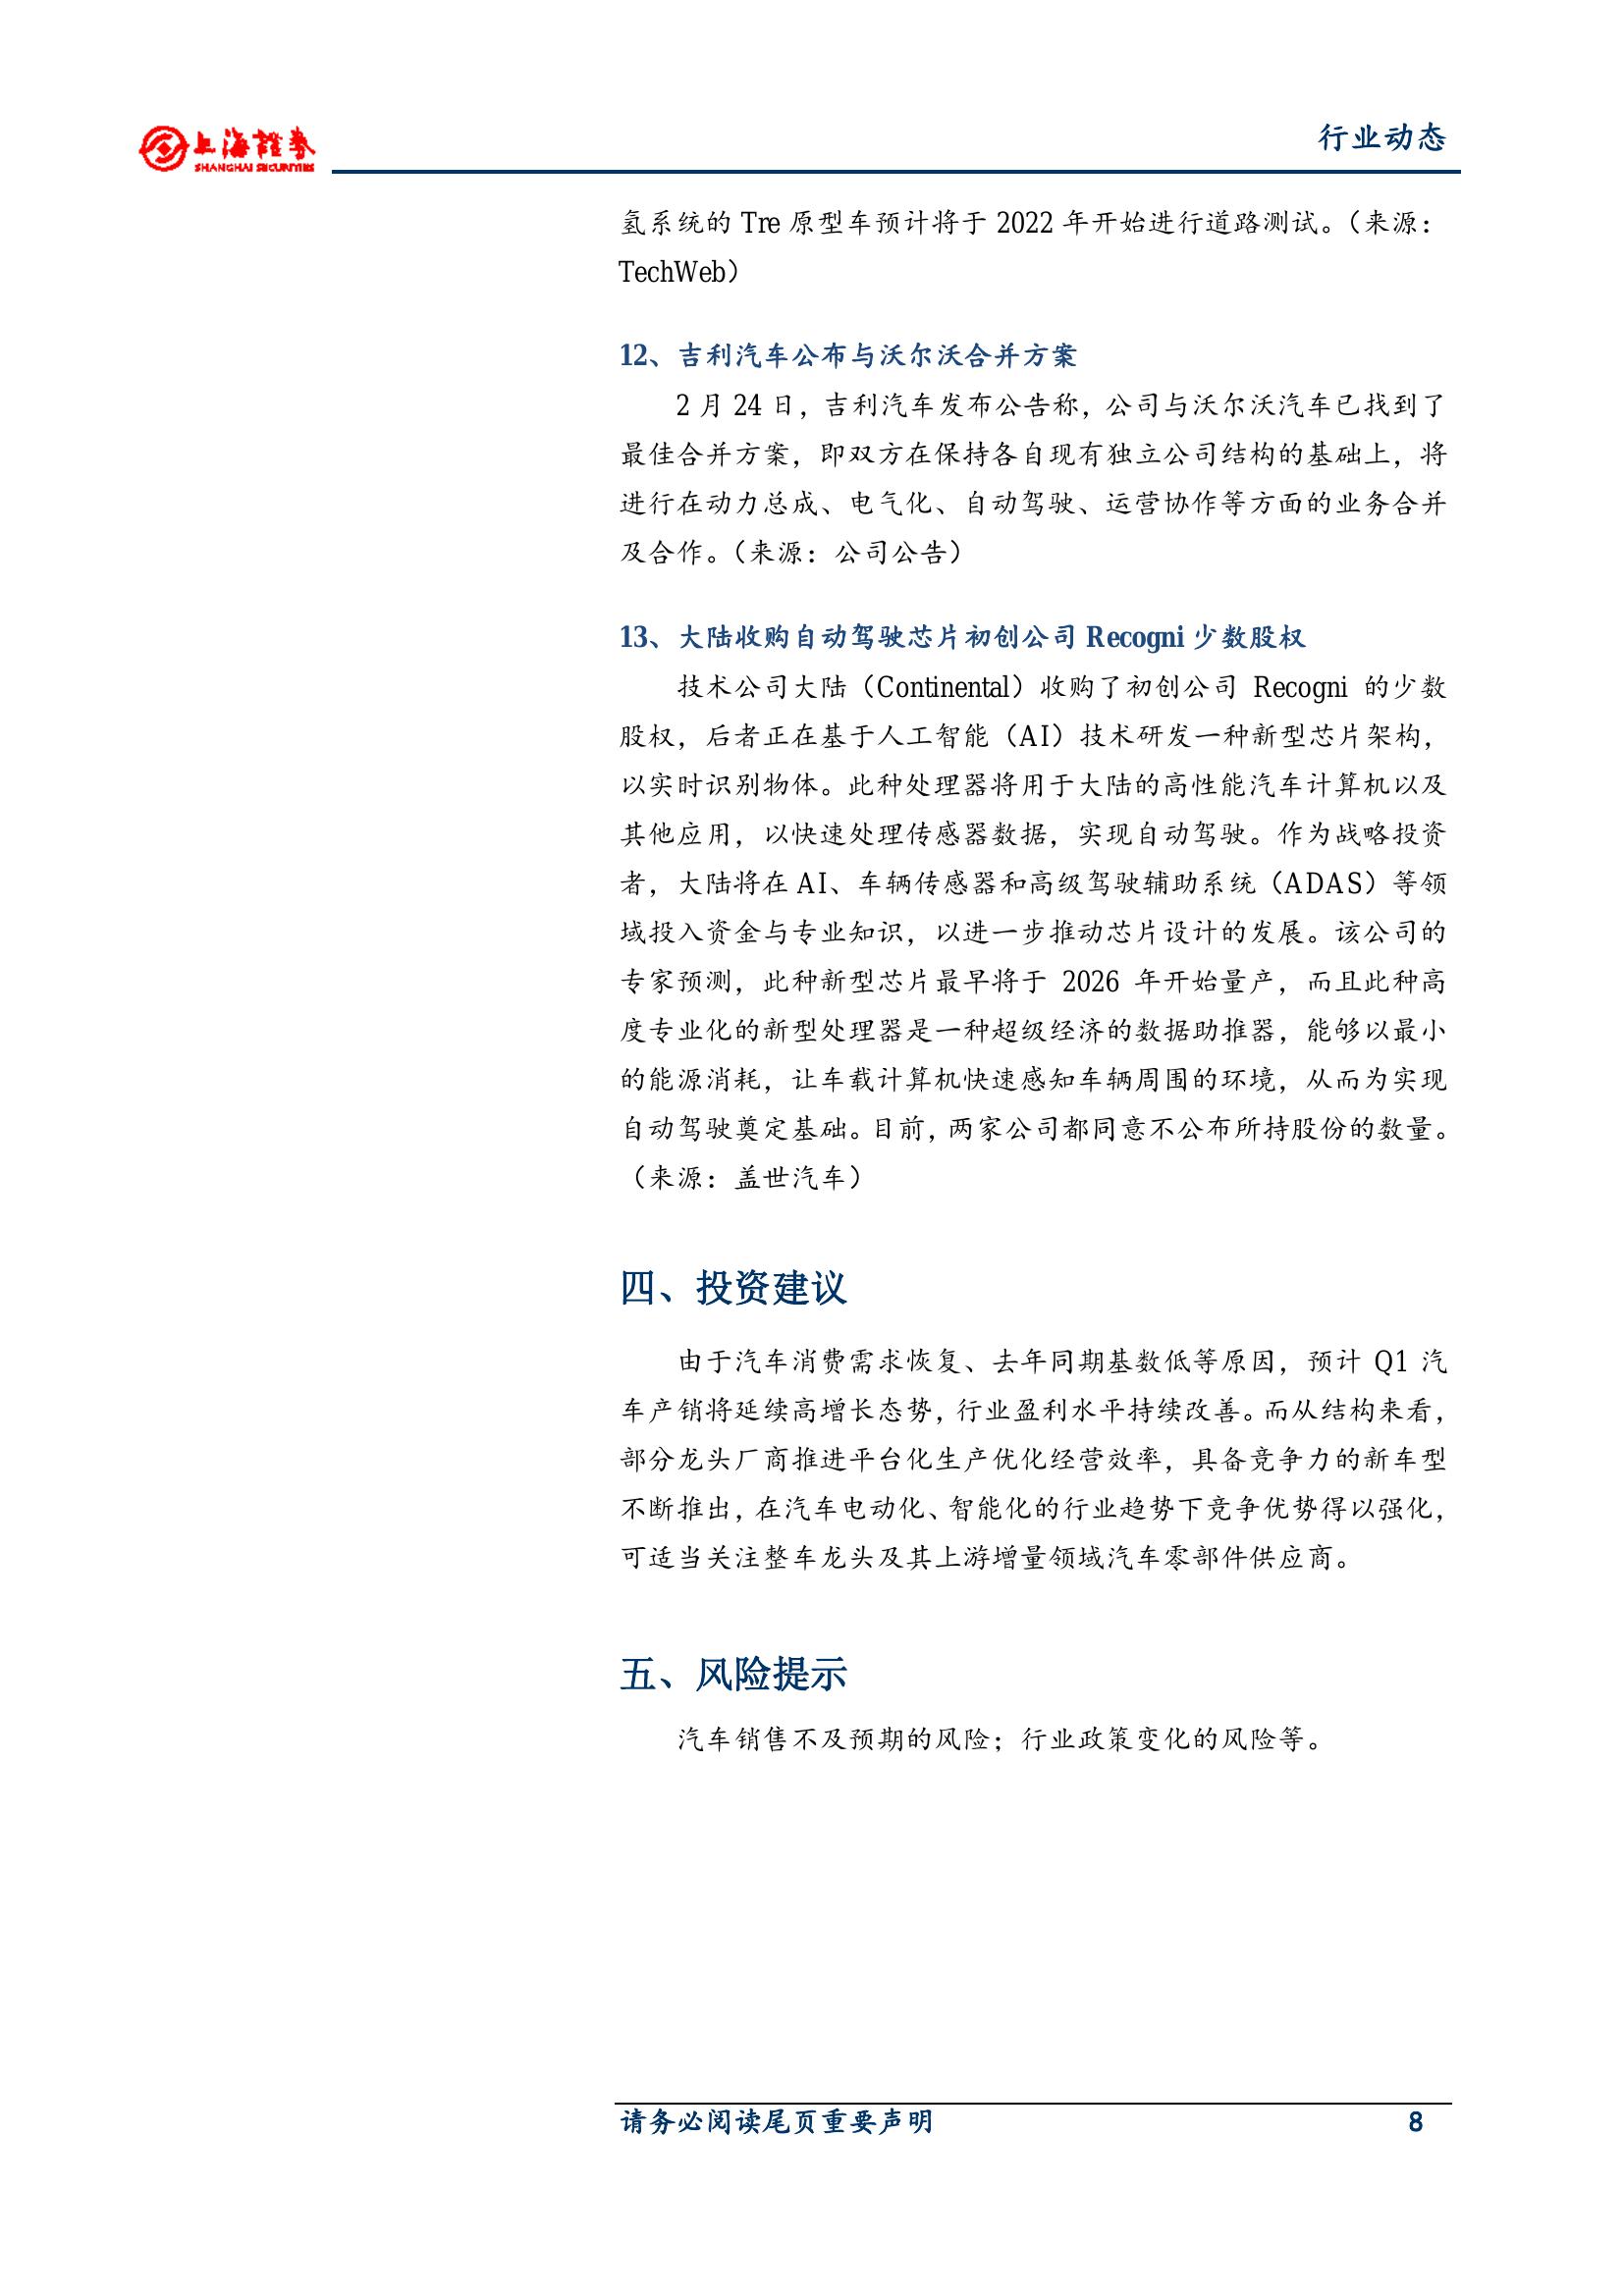 上海證券
SHANGHAI SECURITIES
行业动态
氢系统的 Tre 原型车预计将于 2022 年开始进行道路测试。（来源：
TechWeb）
12、吉利汽车公布与沃尔沃合并方案
2 月 24 日，吉利汽车发布公告称，公司与沃尔沃汽车已找到了
最佳合并方案，即双方在保持各自现有独立公司结构的基础上，将
进行在动力总成、电气化、自动驾驶、运营协作等方面的业务合并
及合作。（来源：公司公告）
13、大陆收购自动驾驶芯片初创公司 Recogni 少数股权
技术公司大陆（Continental）收购了初创公司 Recogni 的少数
股权，后者正在基于人工智能（AI）技术研发一种新型芯片架构，
以实时识别物体。此种处理器将用于大陆的高性能汽车计算机以及
其他应用，以快速处理传感器数据，实现自动驾驶。作为战略投资
者，大陆将在 AI、车辆传感器和高级驾驶辅助系统（ADAS）等领
域投入资金与专业知识，以进一步推动芯片设计的发展。该公司的
专家预测，此种新型芯片最早将于 2026 年开始量产，而且此种高
度专业化的新型处理器是一种超级经济的数据助推器，能够以最小
的能源消耗，让车载计算机快速感知车辆周围的环境，从而为实现
自动驾驶奠定基础。目前，两家公司都同意不公布所持股份的数量。
（来源：盖世汽车）
四、投资建议
由于汽车消费需求恢复、去年同期基数低等原因，预计 Q1 汽
车产销将延续高增长态势，行业盈利水平持续改善。而从结构来看，
部分龙头厂商推进平台化生产优化经营效率，具备竞争力的新车型
不断推出，在汽车电动化、智能化的行业趋势下竞争优势得以强化，
可适当关注整车龙头及其上游增量领域汽车零部件供应商。
五、风险提示
汽车销售不及预期的风险；行业政策变化的风险等。
请务必阅读尾页重要声明 8